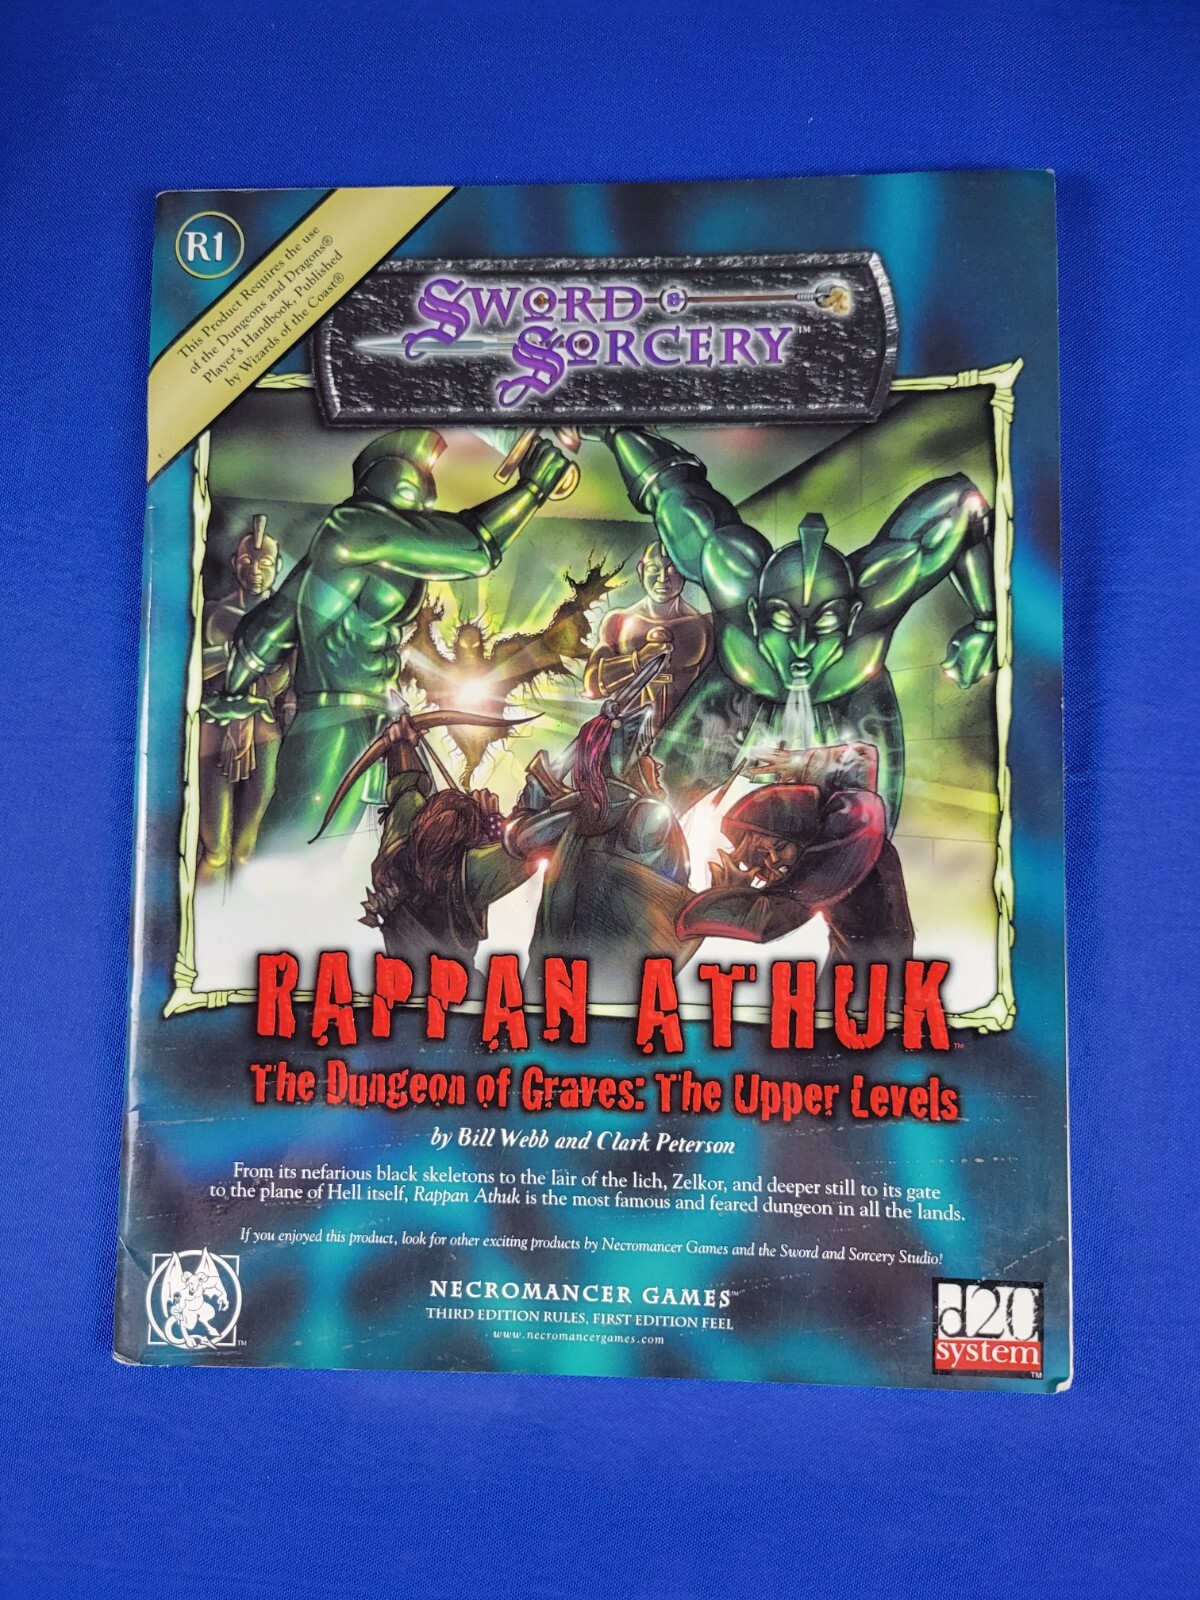 R1
This Product Requires the use
of the Dungeons and Dragons®
Player's Handbook, Published
by Wizards of the Coast®
SWORD &
SORCERY™
RAPPAN ATHUK™
The Dungeon of Graves: The Upper Levels
by Bill Webb and Clark Peterson
From its nefarious black skeletons to the lair of the lich, Zelkor, and deeper still to its gate
to the plane of Hell itself, Rappan Athuk is the most famous and feared dungeon in all the lands.
If you enjoyed this product, look for other exciting products by Necromancer Games and the Sword and Sorcery Studio!
NECROMANCER GAMES™
THIRD EDITION RULES, FIRST EDITION FEEL
www.necromancergames.com
TM
d20
system
TM